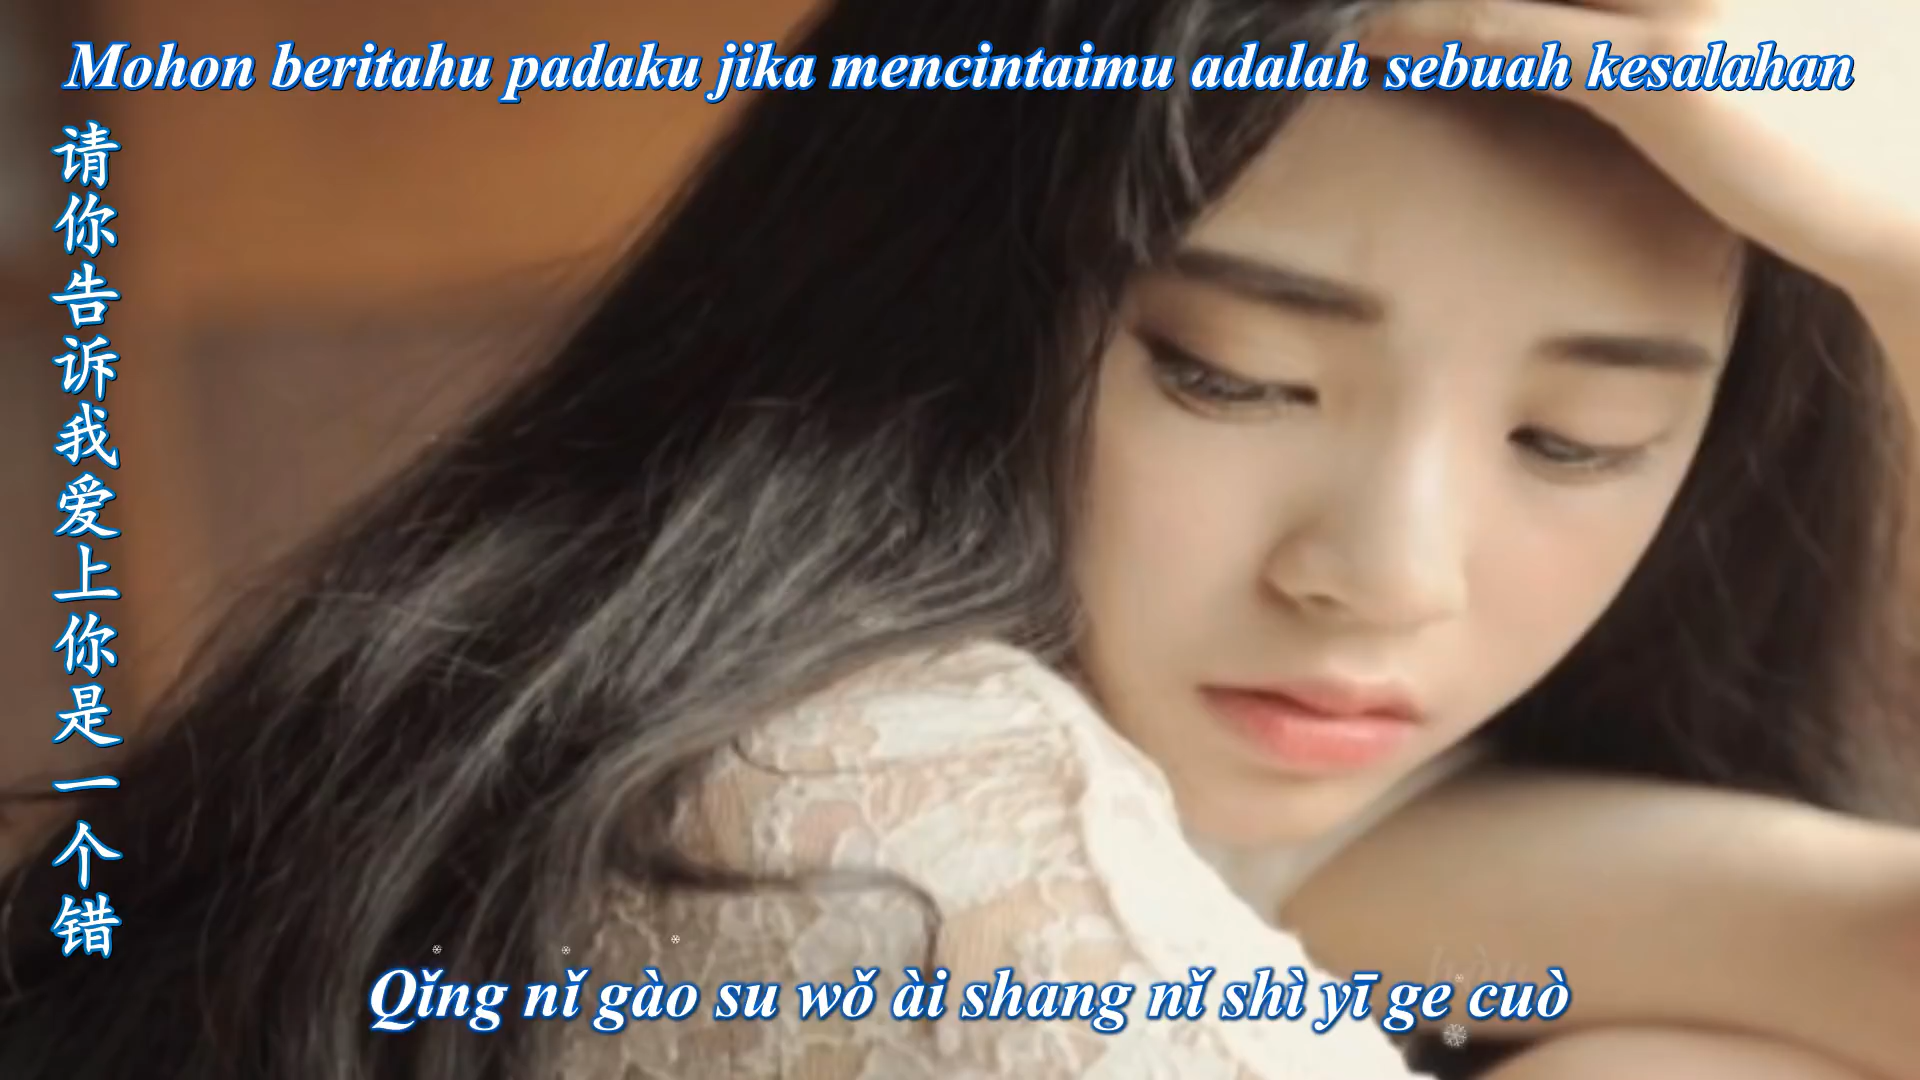 Mohon beritahu padaku jika mencintaimu adalah sebuah kesalahan
请你告诉我爱上你是一个错
Qǐng nǐ gào su wǒ ài shang nǐ shì yī ge cuò